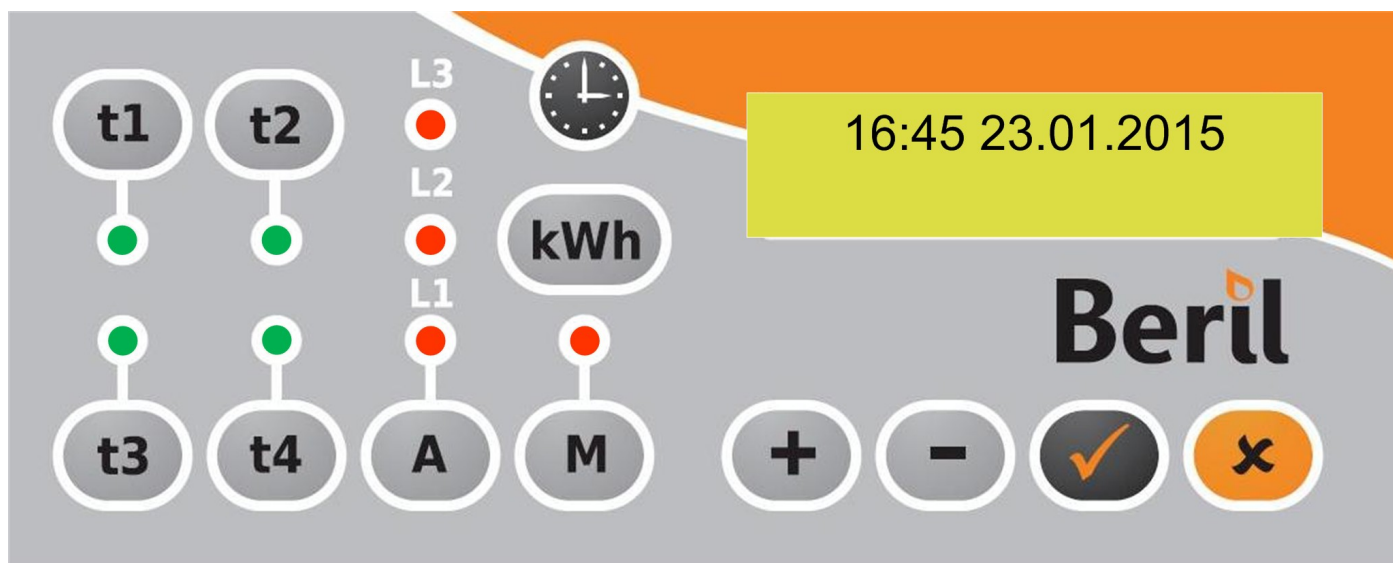 t1 t2
L3
16:45 23.01.2015
L2
kWh
L1
Beril
t3 t4 A M + - ✓ ×